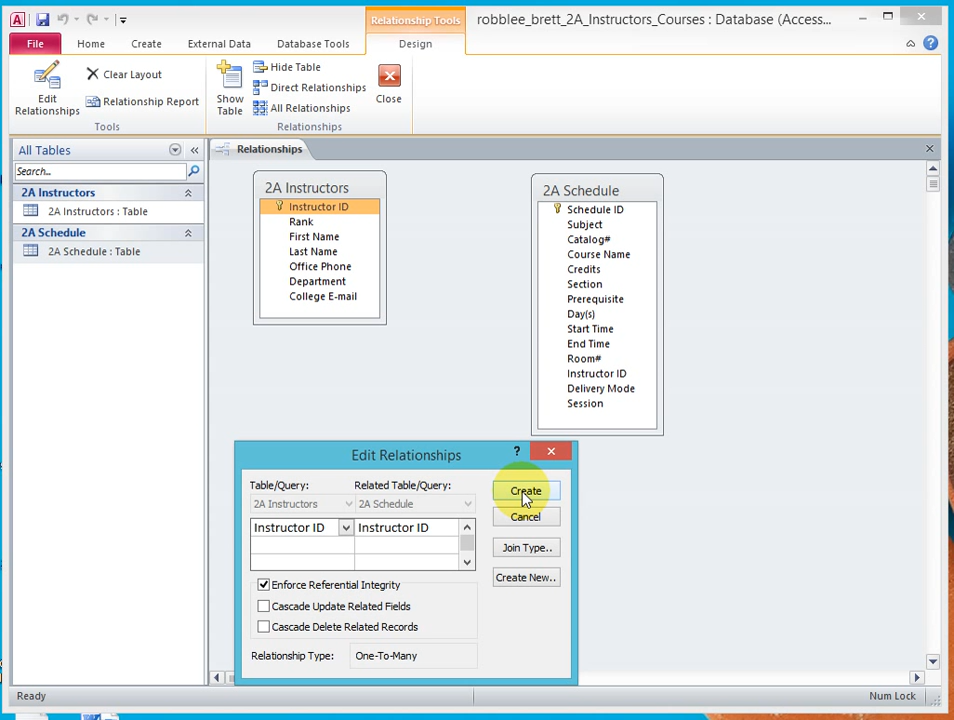 A
Relationship Tools
robblee_brett_2A_Instructors_Courses : Database (Access...
File
Home
Create
External Data
Database Tools
Design
?
Edit
Relationships
Clear Layout
Relationship Report
Tools
Show
Table
Hide Table
Direct Relationships
All Relationships
Relationships
Close
All Tables
Search...
2A Instructors
2A Instructors : Table
2A Schedule
2A Schedule : Table
Relationships
2A Instructors
Instructor ID
Rank
First Name
Last Name
Office Phone
Department
College E-mail
2A Schedule
Schedule ID
Subject
Catalog#
Course Name
Credits
Section
Prerequisite
Day(s)
Start Time
End Time
Room#
Instructor ID
Delivery Mode
Session
Edit Relationships
?
Table/Query:
Related Table/Query:
2A Instructors
2A Schedule
Instructor ID
Instructor ID
Enforce Referential Integrity
Cascade Update Related Fields
Cascade Delete Related Records
Relationship Type:
One-To-Many
Create
Cancel
Join Type..
Create New..
Ready
Num Lock